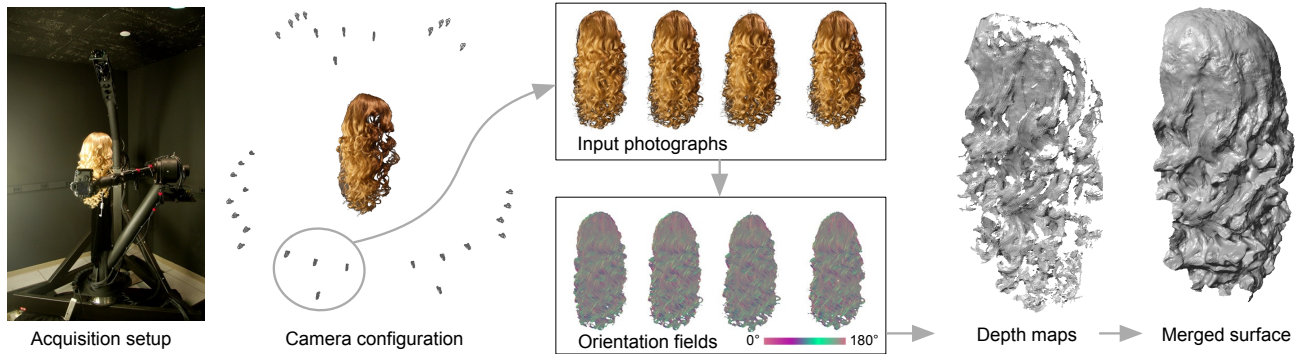 Acquisition setup
Camera configuration
Input photographs
Orientation fields
0° 180°
Depth maps
Merged surface